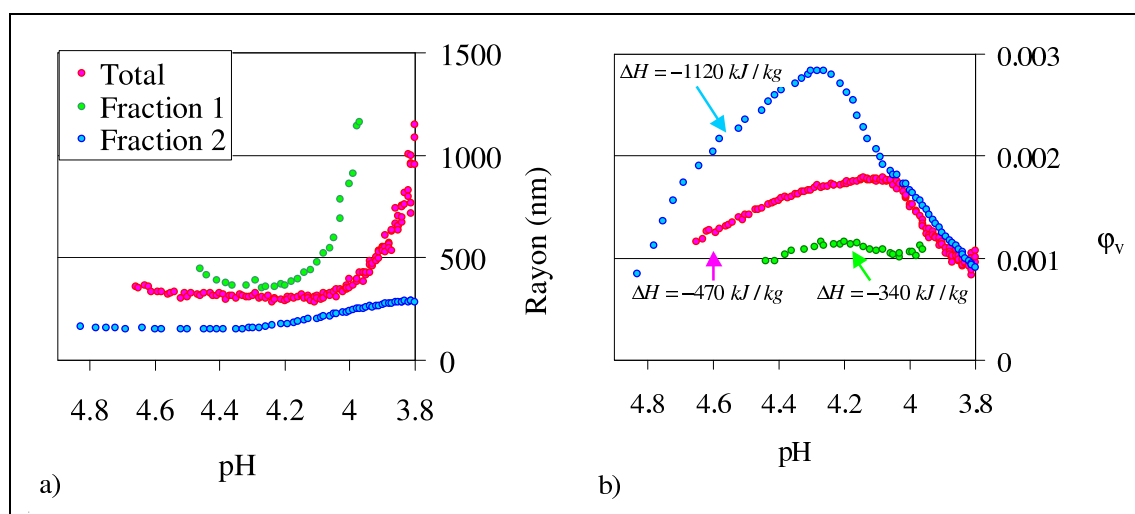 Total
Fraction 1
Fraction 2
1500
1000
500
0
Rayon (nm)
4.8 4.6 4.4 4.2 4 3.8
pH
a)
ΔH = −1120 kJ / kg
ΔH = −470 kJ / kg
ΔH = −340 kJ / kg
0.003
0.002
0.001
0
φv
4.8 4.6 4.4 4.2 4 3.8
pH
b)